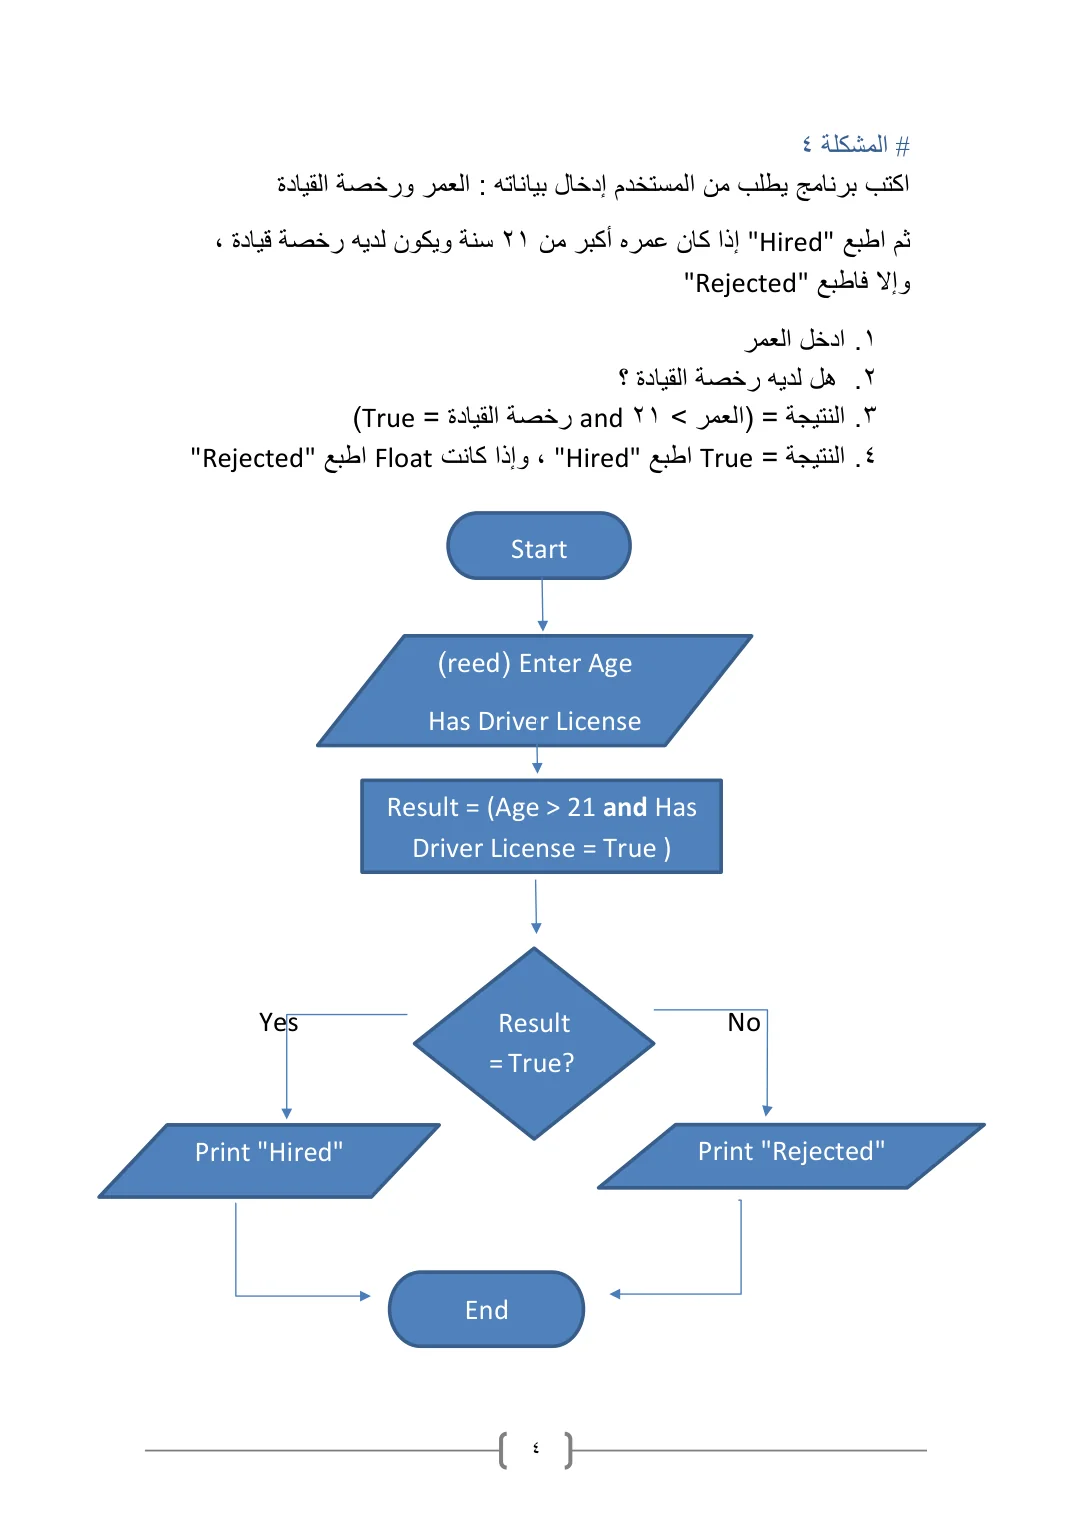 # المشكلة ٤
اكتب برنامج يطلب من المستخدم إدخال بياناته : العمر ورخصة القيادة
ثم اطبع "Hired" إذا كان عمره أكبر من ٢١ سنة ويكون لديه رخصة قيادة ،
وإلا فاطبع "Rejected"
١. ادخل العمر
٢. هل لديه رخصة القيادة ؟
٣. النتيجة = (العمر > ٢١ and رخصة القيادة = True)
٤. النتيجة = True اطبع "Hired" ، وإذا كانت Float اطبع "Rejected"
Start
(reed) Enter Age
Has Driver License
Result = (Age > 21 and Has
Driver License = True )
Result
= True?
Yes
No
Print "Hired"
Print "Rejected"
End
٤